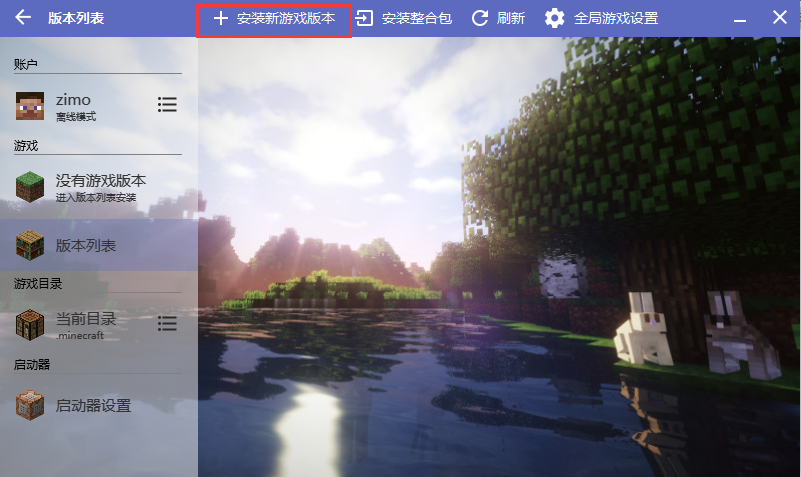 版本列表
安装新游戏版本
安装整合包
刷新
全局游戏设置
账户
zimo
离线模式
游戏
没有游戏版本
进入版本列表安装
版本列表
游戏目录
当前目录
.minecraft
启动器
启动器设置